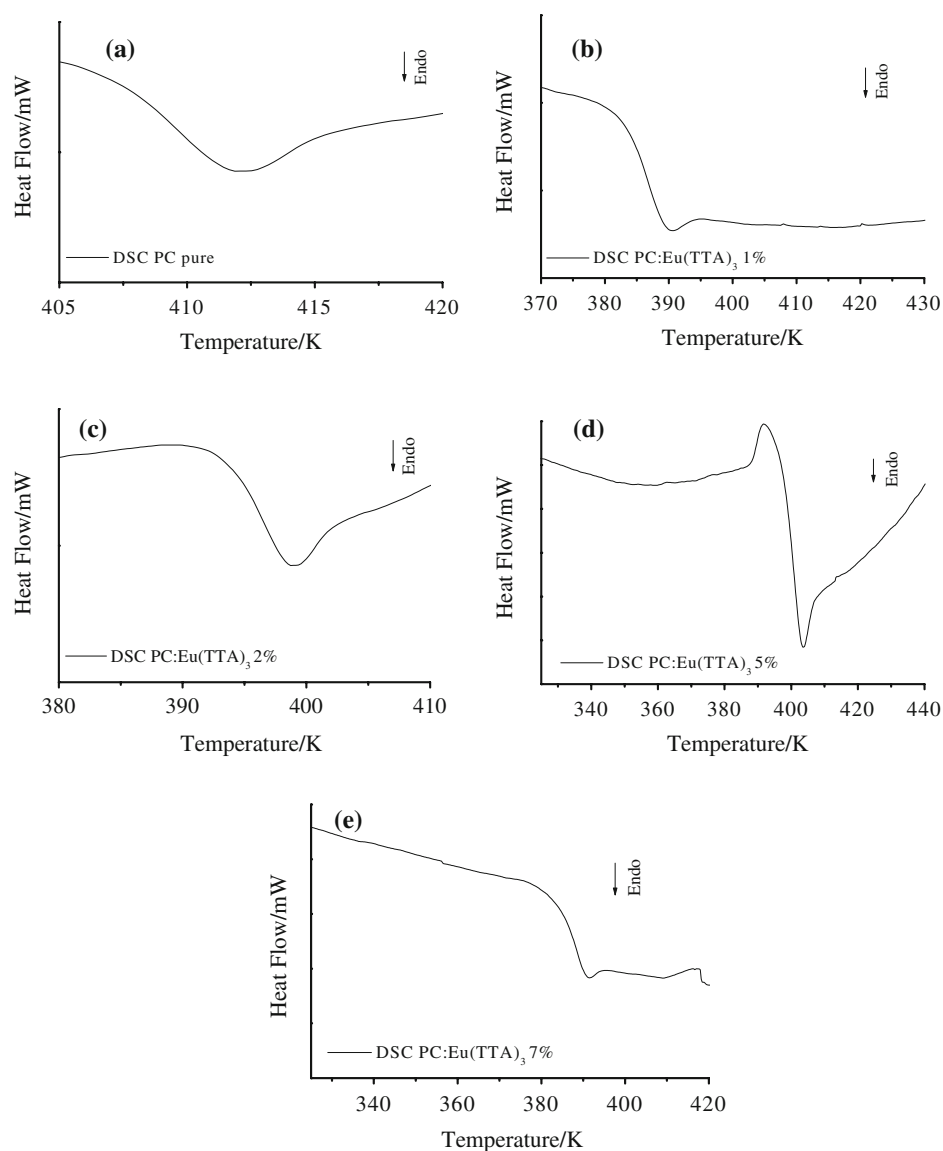 (a)
Endo
Heat Flow/mW
DSC PC pure
405 410 415 420
Temperature/K
(b)
Endo
Heat Flow/mW
DSC PC:Eu(TTA)₃ 1%
370 380 390 400 410 420 430
Temperature/K
(c)
Endo
Heat Flow/mW
DSC PC:Eu(TTA)₃ 2%
380 390 400 410
Temperature/K
(d)
Endo
Heat Flow/mW
DSC PC:Eu(TTA)₃ 5%
340 360 380 400 420 440
Temperature/K
(e)
Endo
Heat Flow/mW
DSC PC:Eu(TTA)₃ 7%
340 360 380 400 420
Temperature/K